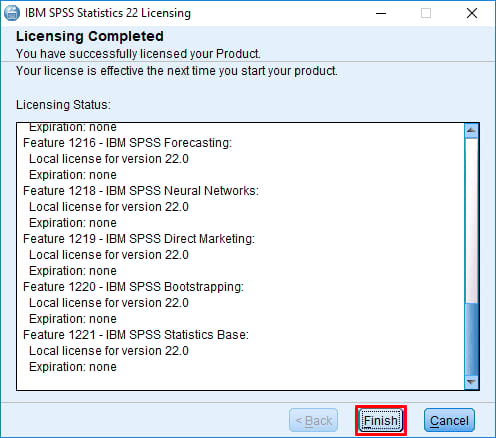 IBM SPSS Statistics 22 Licensing
Licensing Completed
You have successfully licensed your Product.
Your license is effective the next time you start your product.
Licensing Status:
Expiration: none
Feature 1216 - IBM SPSS Forecasting:
Local license for version 22.0
Expiration: none
Feature 1218 - IBM SPSS Neural Networks:
Local license for version 22.0
Expiration: none
Feature 1219 - IBM SPSS Direct Marketing:
Local license for version 22.0
Expiration: none
Feature 1220 - IBM SPSS Bootstrapping:
Local license for version 22.0
Expiration: none
Feature 1221 - IBM SPSS Statistics Base:
Local license for version 22.0
Expiration: none
< Back Finish Cancel